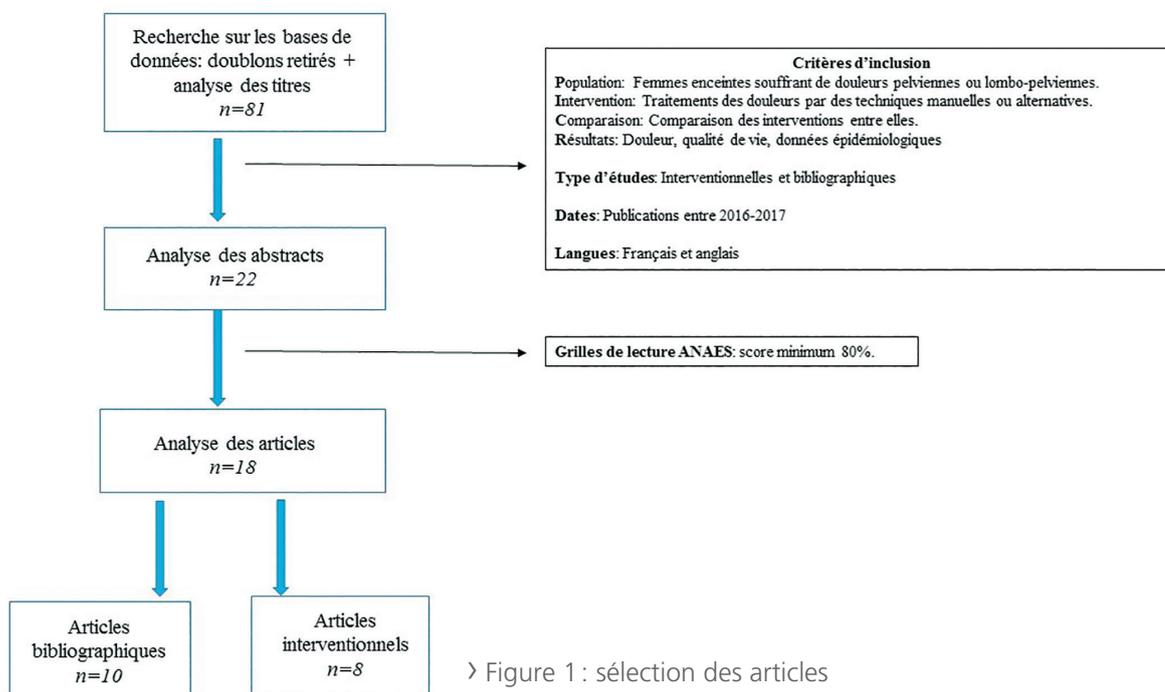 Recherche sur les bases de
données: doublons retirés +
analyse des titres
n=81
Critères d'inclusion
Population: Femmes enceintes souffrant de douleurs pelviennes ou lombo-pelviennes.
Intervention: Traitements des douleurs par des techniques manuelles ou alternatives.
Comparaison: Comparaison des interventions entre elles.
Résultats: Douleur, qualité de vie, données épidémiologiques
Type d'études: Interventionnelles et bibliographiques
Dates: Publications entre 2016-2017
Langues: Français et anglais
Analyse des abstracts
n=22
Grilles de lecture ANAES: score minimum 80%.
Analyse des articles
n=18
Articles
bibliographiques
n=10
Articles
interventionnels
n=8
› Figure 1 : sélection des articles